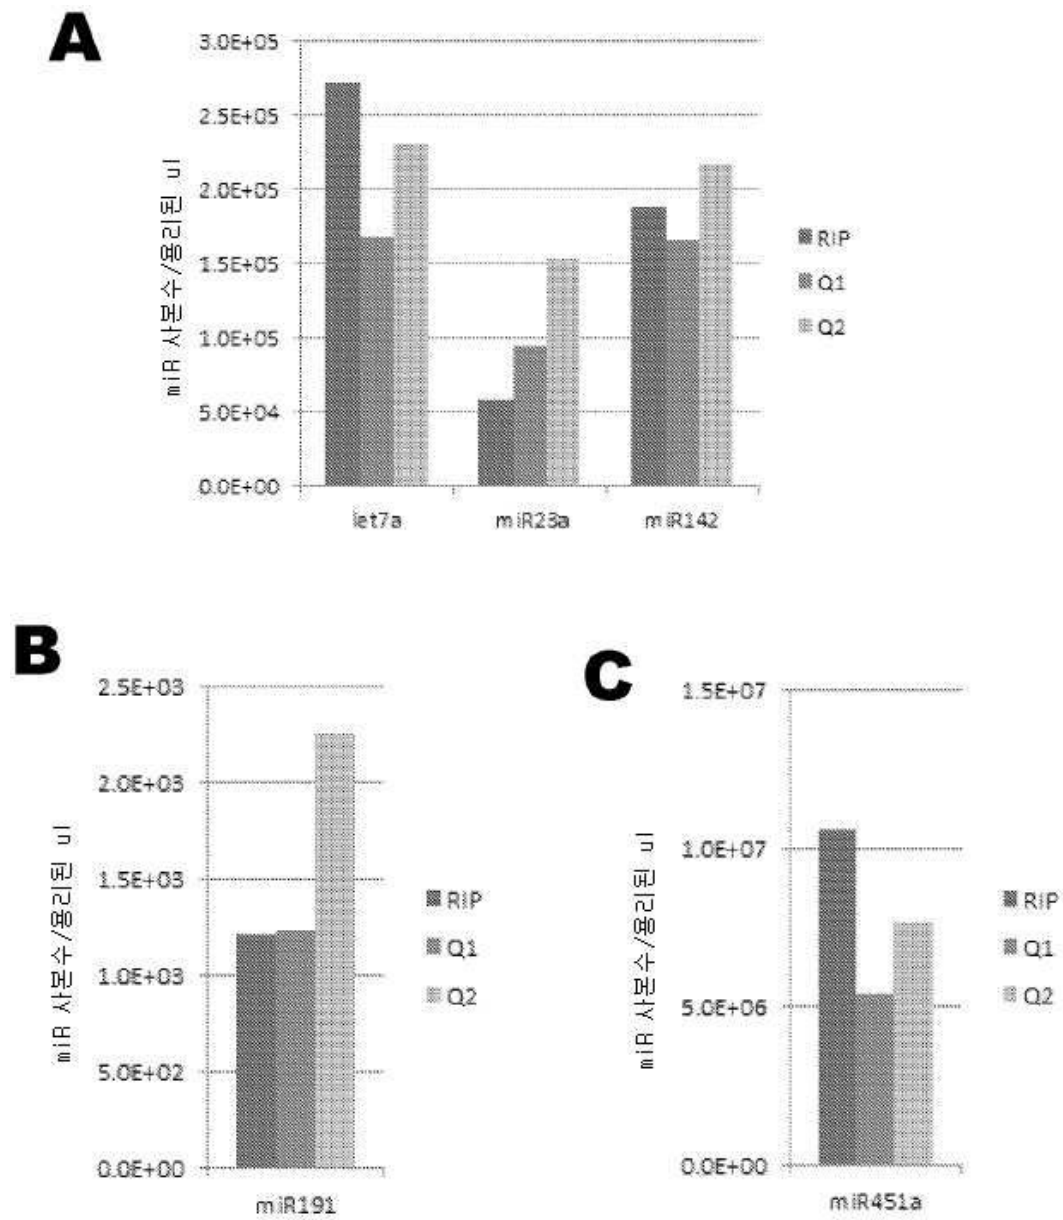 A
miR 사본수/용리된 ul
3.0E+05
2.5E+05
2.0E+05
1.5E+05
1.0E+05
5.0E+04
0.0E+00
let7a miR23a miR142
RIP
Q1
Q2
B
miR 사본수/용리된 ul
2.5E+03
2.0E+03
1.5E+03
1.0E+03
5.0E+02
0.0E+00
miR191
RIP
Q1
Q2
C
miR 사본수/용리된 ul
1.5E+07
1.0E+07
5.0E+06
0.0E+00
miR451a
RIP
Q1
Q2